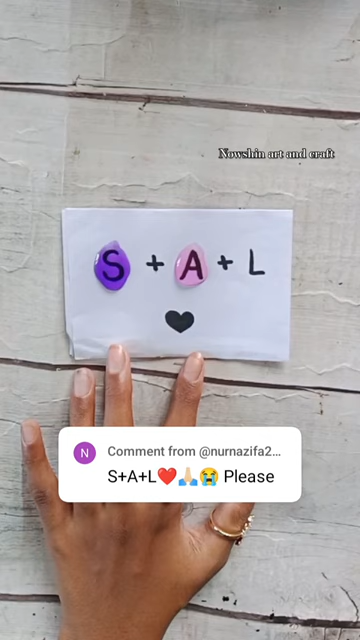 Nowshin art and craft
S + A + L
🖤
N
Comment from @nurnazifa2...
S+A+L❤️🙏🏻😭 Please